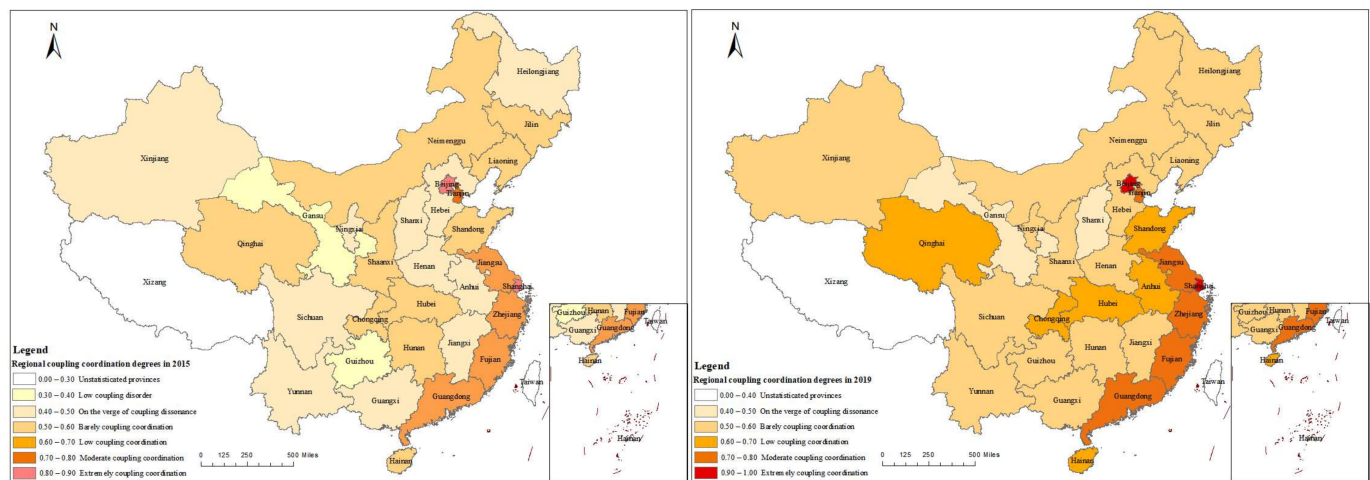 N
Heilongjiang
Jilin
Neimenggu
Liaoning
Xinjiang
Beijing
Tianjin
Gansu
Hebei
Shanxi
Ningxia
Shandong
Qinghai
Shaanxi
Henan
Jiangsu
Xizang
Anhui
Shanghai
Hubei
Sichuan
Chongqing
Zhejiang
Hunan
Jiangxi
Guizhou
Fujian
Yunnan
Guangxi
Guangdong
Taiwan
Hainan
Guizhou
Hunan
Fujian
Taiwan
Guangxi
Guangdong
Hainan
Hainan
Legend
Regional coupling coordination degrees in 2015
0.00 – 0.30 Unstatisticed provinces
0.30 – 0.40 Low coupling disorder
0.40 – 0.50 On the verge of coupling dissonance
0.50 – 0.60 Barely coupling coordination
0.60 – 0.70 Low coupling coordination
0.70 – 0.80 Moderate coupling coordination
0.80 – 0.90 Extremely coupling coordination
0 125 250 500 Miles
N
Heilongjiang
Jilin
Neimenggu
Liaoning
Xinjiang
Beijing
Tianjin
Gansu
Hebei
Shanxi
Ningxia
Shandong
Qinghai
Shaanxi
Henan
Jiangsu
Xizang
Anhui
Shanghai
Hubei
Sichuan
Chongqing
Zhejiang
Hunan
Jiangxi
Guizhou
Fujian
Yunnan
Guangxi
Guangdong
Taiwan
Hainan
Guizhou
Hunan
Fujian
Taiwan
Guangxi
Guangdong
Hainan
Hainan
Legend
Regional coupling coordination degrees in 2019
0.00 – 0.40 Unstatisticed provinces
0.40 – 0.50 On the verge of coupling dissonance
0.50 – 0.60 Barely coupling coordination
0.60 – 0.70 Low coupling coordination
0.70 – 0.80 Moderate coupling coordination
0.90 – 1.00 Extremely coupling coordination
0 125 250 500 Miles